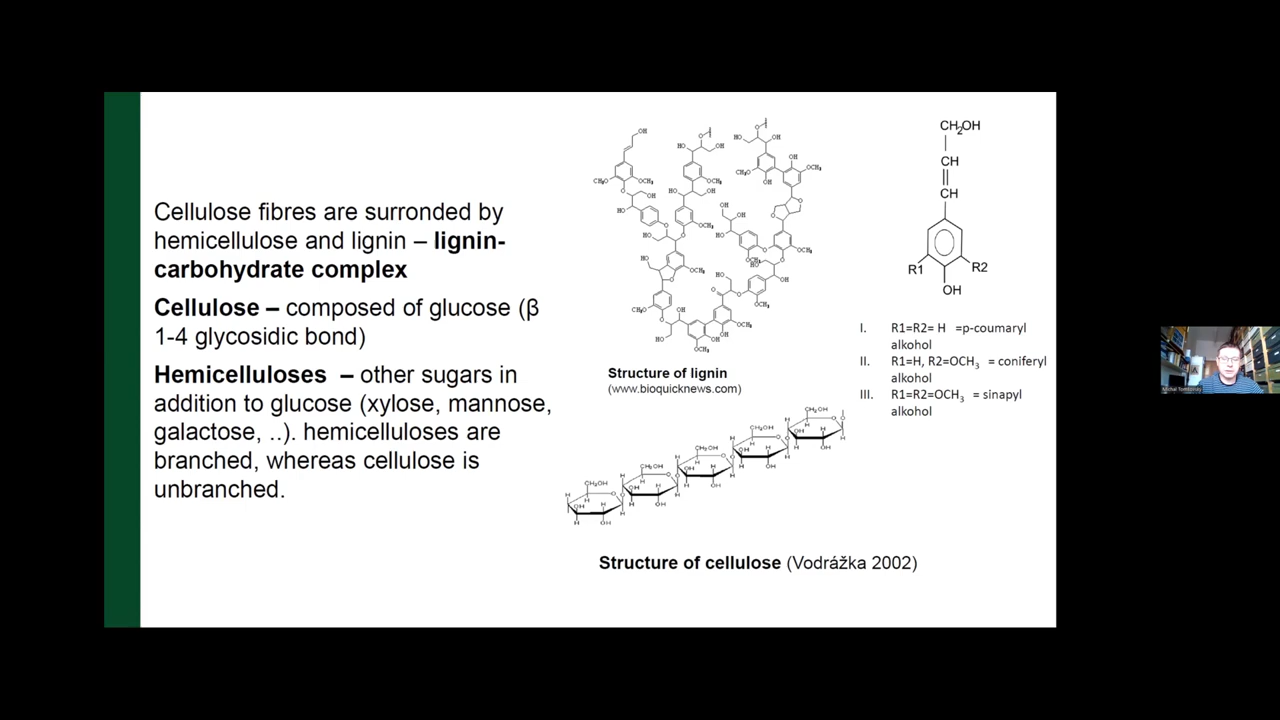 Cellulose fibres are surronded by
hemicellulose and lignin – lignin-
carbohydrate complex
Cellulose – composed of glucose (β
1-4 glycosidic bond)
Hemicelluloses – other sugars in
addition to glucose (xylose, mannose,
galactose, ..). hemicelluloses are
branched, whereas cellulose is
unbranched.
Structure of lignin
(www.bioquicknews.com)
CH2OH
CH
CH
R1
R2
OH
I. R1=R2= H =p-coumaryl
alkohol
II. R1=H, R2=OCH3 = coniferyl
alkohol
III. R1=R2=OCH3 = sinapyl
alkohol
Structure of cellulose (Vodrážka 2002)